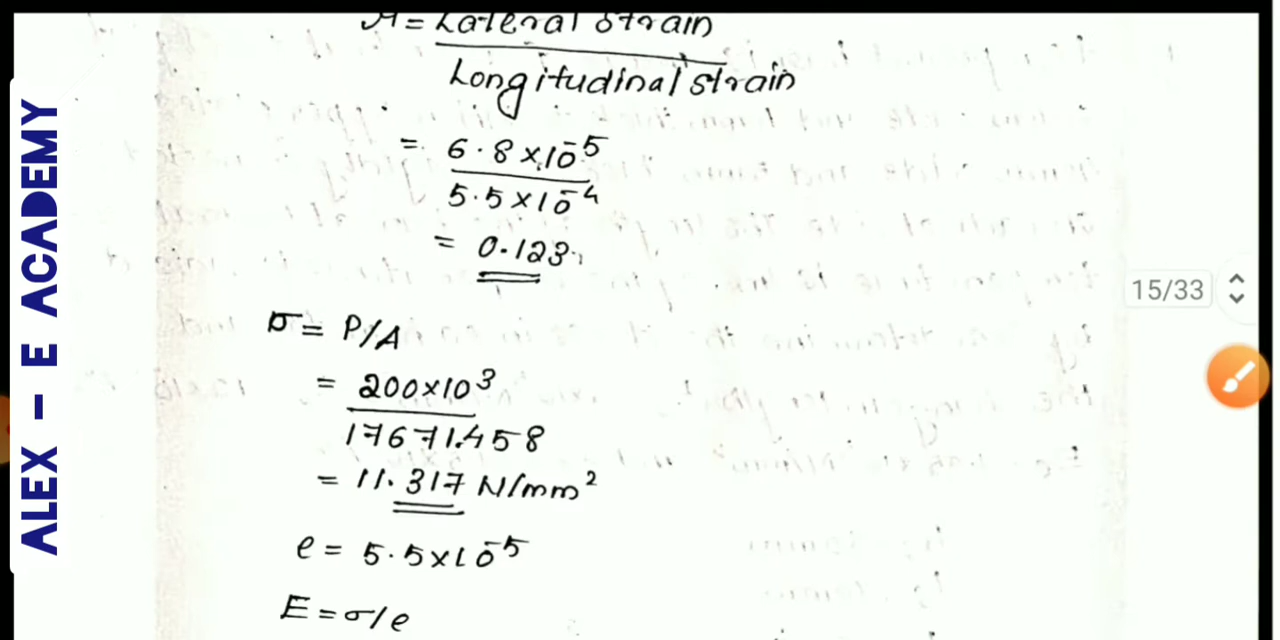 ALEX - E ACADEMY
μ = Lateral strain
Longitudinal strain
= 6.8×10⁻⁵
5.5×10⁻⁴
= 0.123
σ = P/A
= 200×10³
17671.458
= 11.317 N/mm²
e = 5.5×10⁻⁵
E = σ/e
15/33